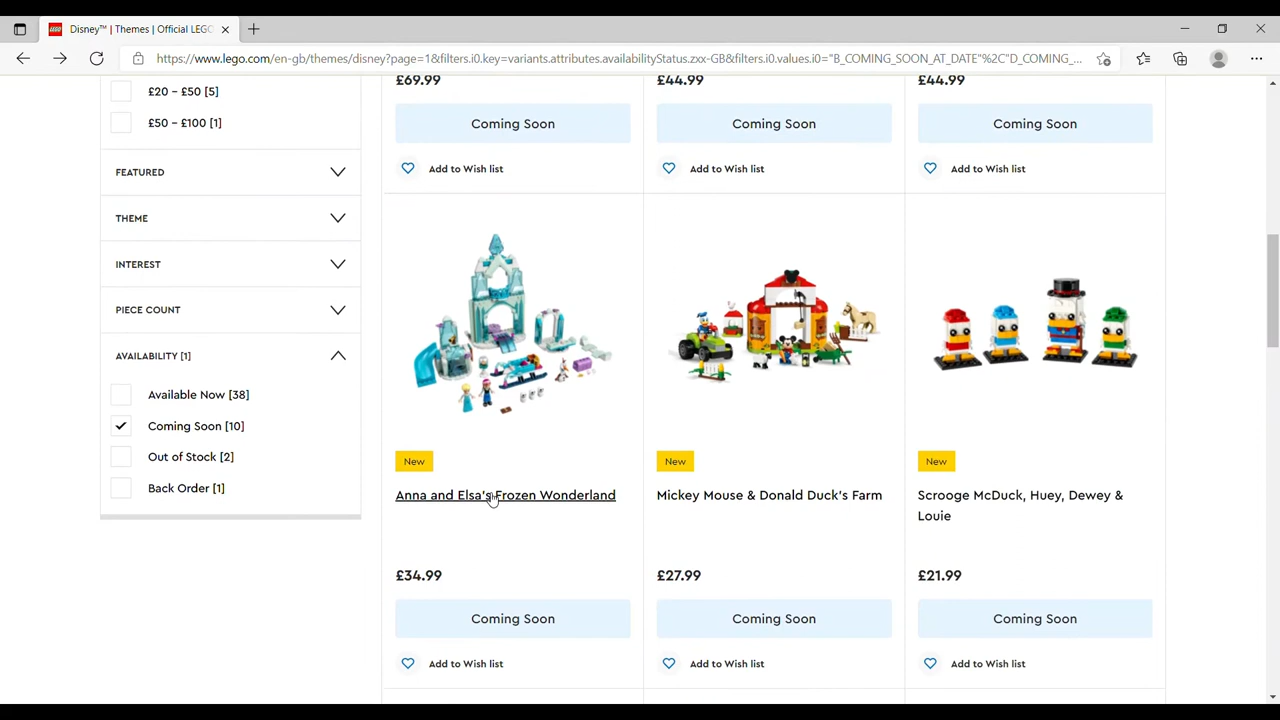 Disney™ | Themes | Official LEGO
https://www.lego.com/en-gb/themes/disney?page=1&filters.i0.key=variants.attributes.availabilityStatus.zxx-GB&filters.i0.values.i0="B_COMING_SOON_AT_DATE"%2C"D_COMING_...
£69.99
£44.99
£44.99
£20 – £50 [5]
£50 – £100 [1]
Coming Soon
Coming Soon
Coming Soon
Add to Wish list
Add to Wish list
Add to Wish list
FEATURED
THEME
INTEREST
PIECE COUNT
AVAILABILITY [1]
Available Now [38]
Coming Soon [10]
Out of Stock [2]
Back Order [1]
New
New
New
Anna and Elsa's Frozen Wonderland
Mickey Mouse & Donald Duck's Farm
Scrooge McDuck, Huey, Dewey &
Louie
£34.99
£27.99
£21.99
Coming Soon
Coming Soon
Coming Soon
Add to Wish list
Add to Wish list
Add to Wish list